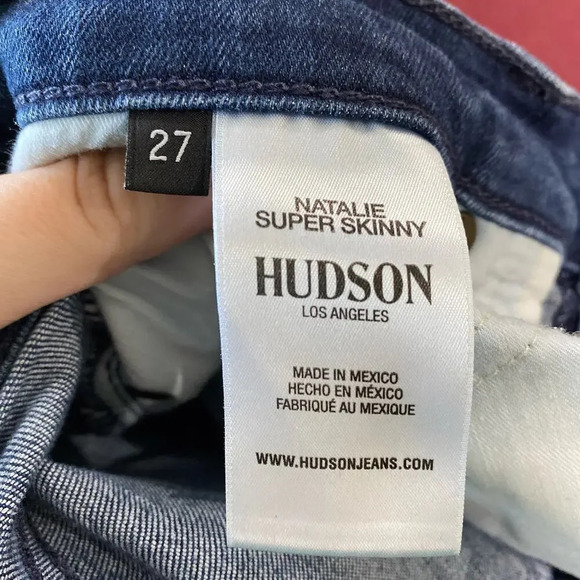 27
NATALIE
SUPER SKINNY
HUDSON
LOS ANGELES
MADE IN MEXICO
HECHO EN MÉXICO
FABRIQUÉ AU MEXIQUE
WWW.HUDSONJEANS.COM